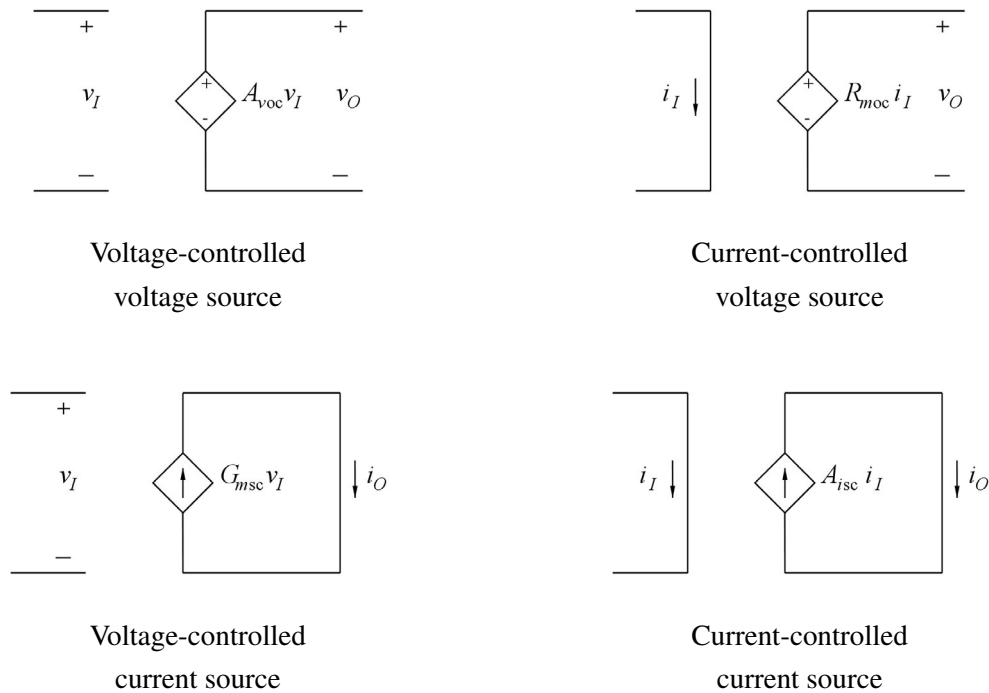 + + + +
v_I A_voc v_I v_O i_I R_moc i_I v_O
- - - - -
Voltage-controlled
voltage source
Current-controlled
voltage source
+
v_I G_msc v_I i_O i_I A_isc i_I i_O
-
Voltage-controlled
current source
Current-controlled
current source